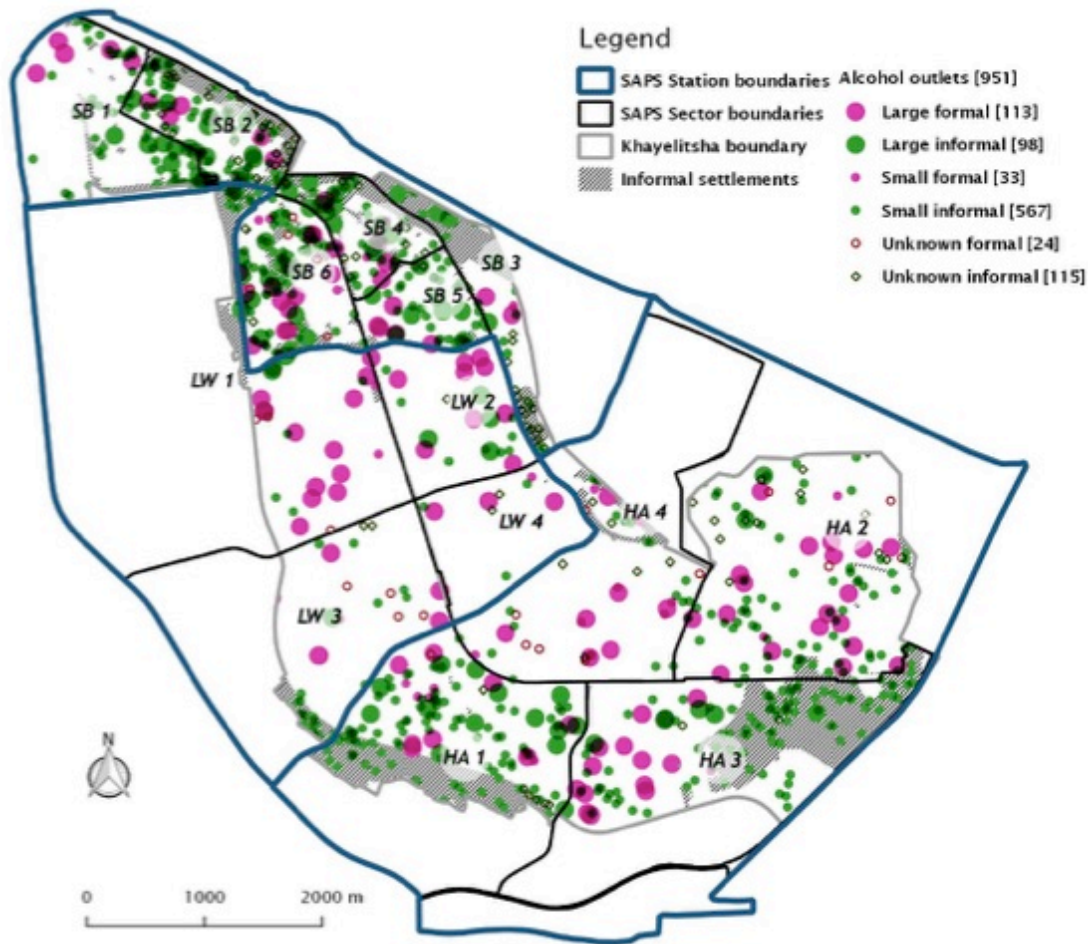 Legend
SAPS Station boundaries
SAPS Sector boundaries
Khayelitsha boundary
Informal settlements
Alcohol outlets [951]
Large formal [113]
Large informal [98]
Small formal [33]
Small informal [567]
Unknown formal [24]
Unknown informal [115]
SB 1
SB 2
SB 4
SB 3
SB 6
SB 5
LW 1
LW 2
LW 4
HA 4
HA 2
LW 3
HA 1
HA 3
N
0 1000 2000 m